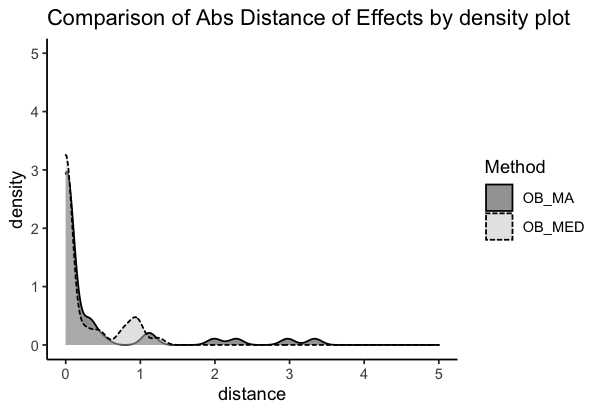 Comparison of Abs Distance of Effects by density plot
5
4
3
2
1
0
density
0 1 2 3 4 5
distance
Method
OB_MA
OB_MED